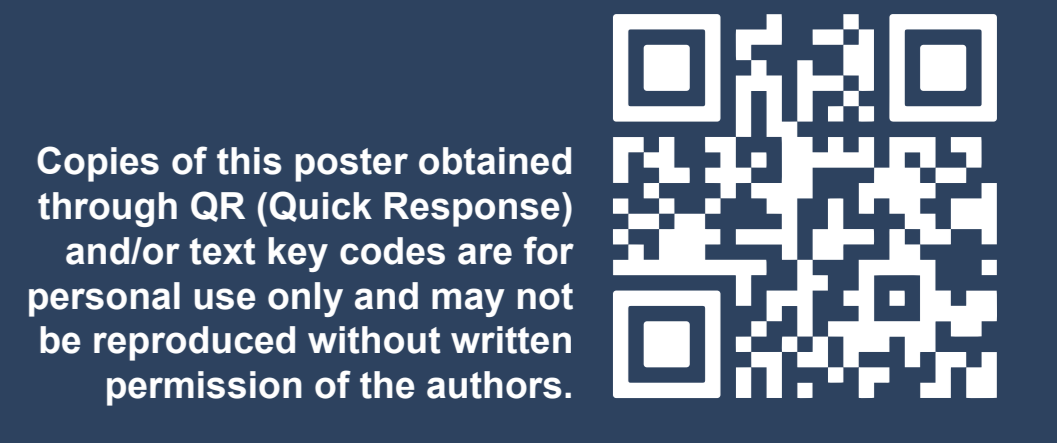 Copies of this poster obtained
through QR (Quick Response)
and/or text key codes are for
personal use only and may not
be reproduced without written
permission of the authors.